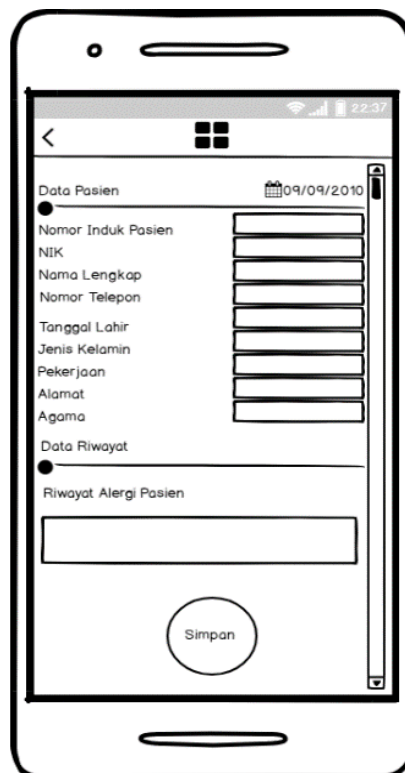 22:37
Data Pasien 09/09/2010
Nomor Induk Pasien
NIK
Nama Lengkap
Nomor Telepon
Tanggal Lahir
Jenis Kelamin
Pekerjaan
Alamat
Agama
Data Riwayat
Riwayat Alergi Pasien
Simpan